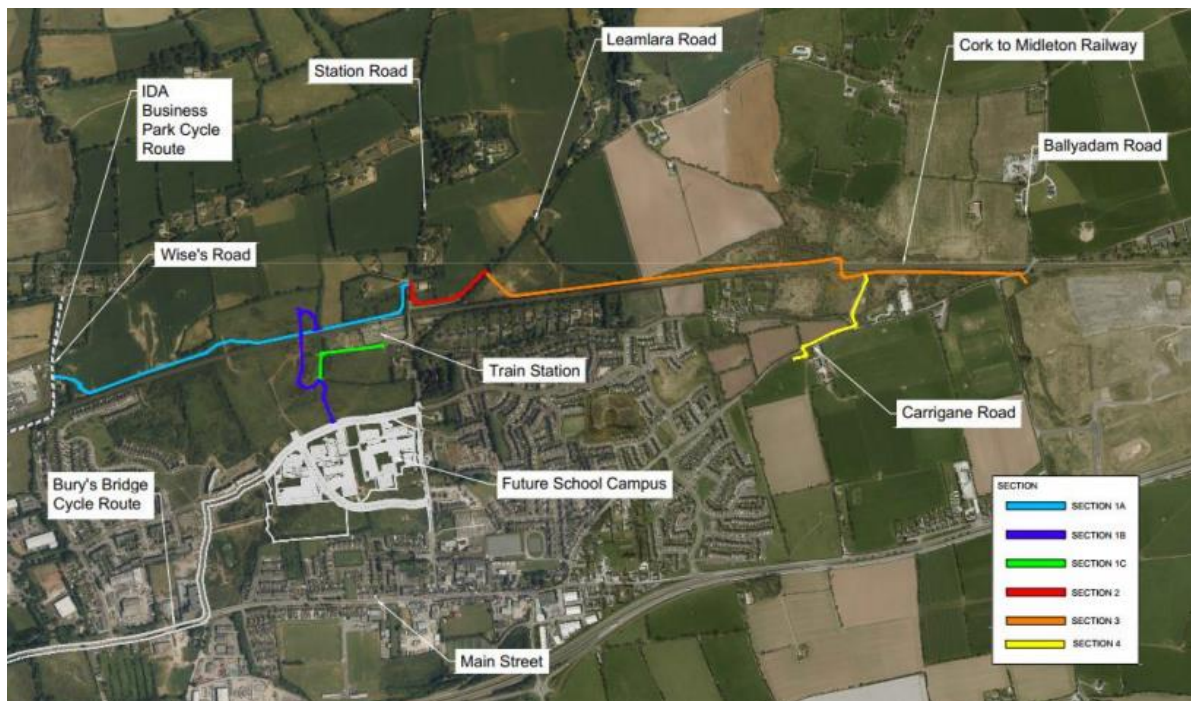 Leamlara Road
Cork to Midleton Railway
Station Road
IDA
Business
Park Cycle
Route
Ballyadam Road
Wise's Road
Train Station
Carrigane Road
Bury's Bridge
Cycle Route
Future School Campus
Main Street
SECTION
SECTION 1A
SECTION 1B
SECTION 1C
SECTION 2
SECTION 3
SECTION 4